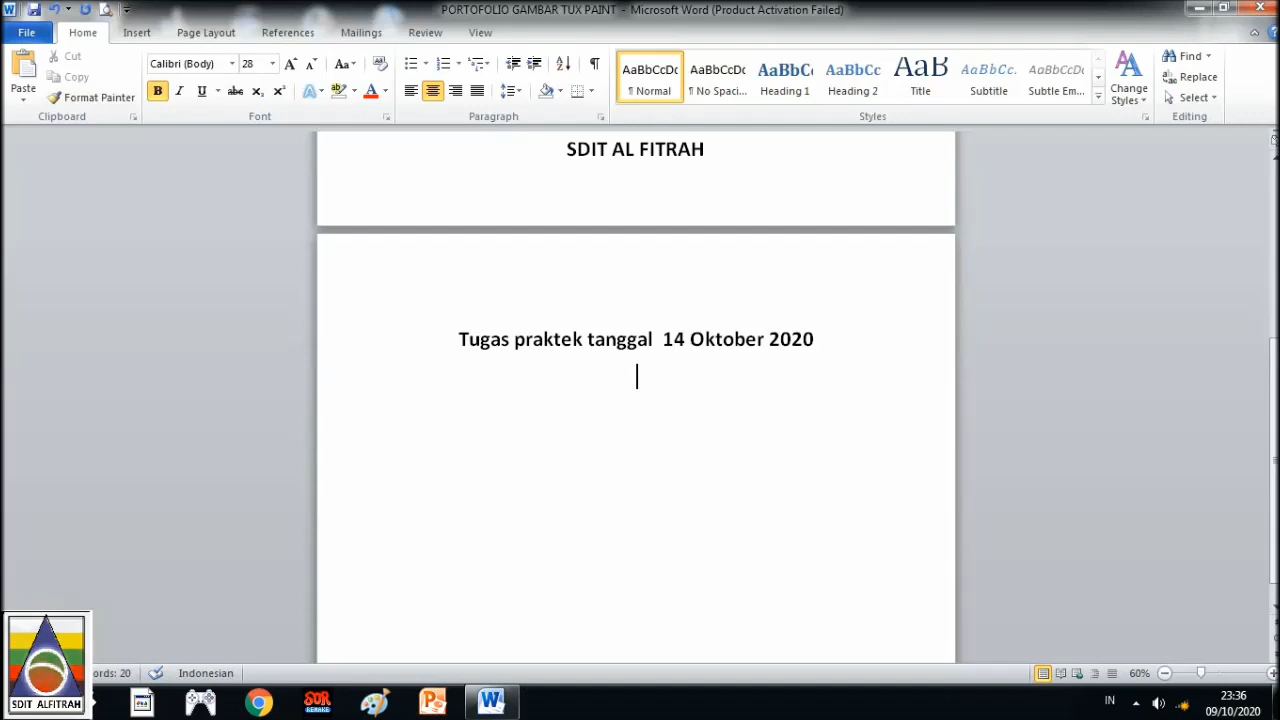 PORTOFOLIO GAMBAR TUX PAINT - Microsoft Word (Product Activation Failed)
File Home Insert Page Layout References Mailings Review View
Paste
Cut
Copy
Format Painter
Clipboard
Calibri (Body) 28
Font
Paragraph
AaBbCcDc AaBbCcDc AaBbC AaBbCc AaB AaBbCc. AaBbCcDc
¶ Normal ¶ No Spaci... Heading 1 Heading 2 Title Subtitle Subtle Em...
Styles
Change Styles
Find
Replace
Select
Editing
SDIT AL FITRAH
Tugas praktek tanggal 14 Oktober 2020
ords: 20 Indonesian 60%
SDIT ALFITRAH
IN
23:36
09/10/2020